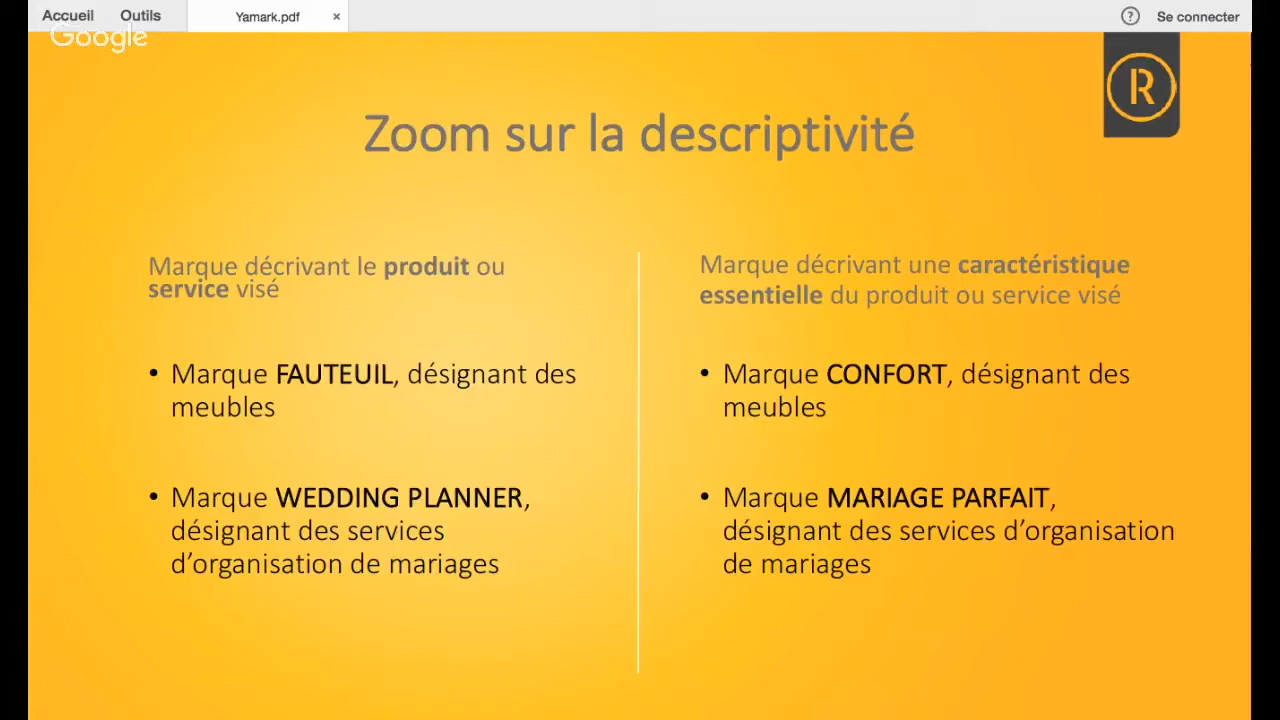 Accueil Outils Yamark.pdf × ? Se connecter
Google
R
Zoom sur la descriptivité
Marque décrivant le produit ou
service visé
• Marque FAUTEUIL, désignant des
meubles
• Marque WEDDING PLANNER,
désignant des services
d’organisation de mariages
Marque décrivant une caractéristique
essentielle du produit ou service visé
• Marque CONFORT, désignant des
meubles
• Marque MARIAGE PARFAIT,
désignant des services d’organisation
de mariages